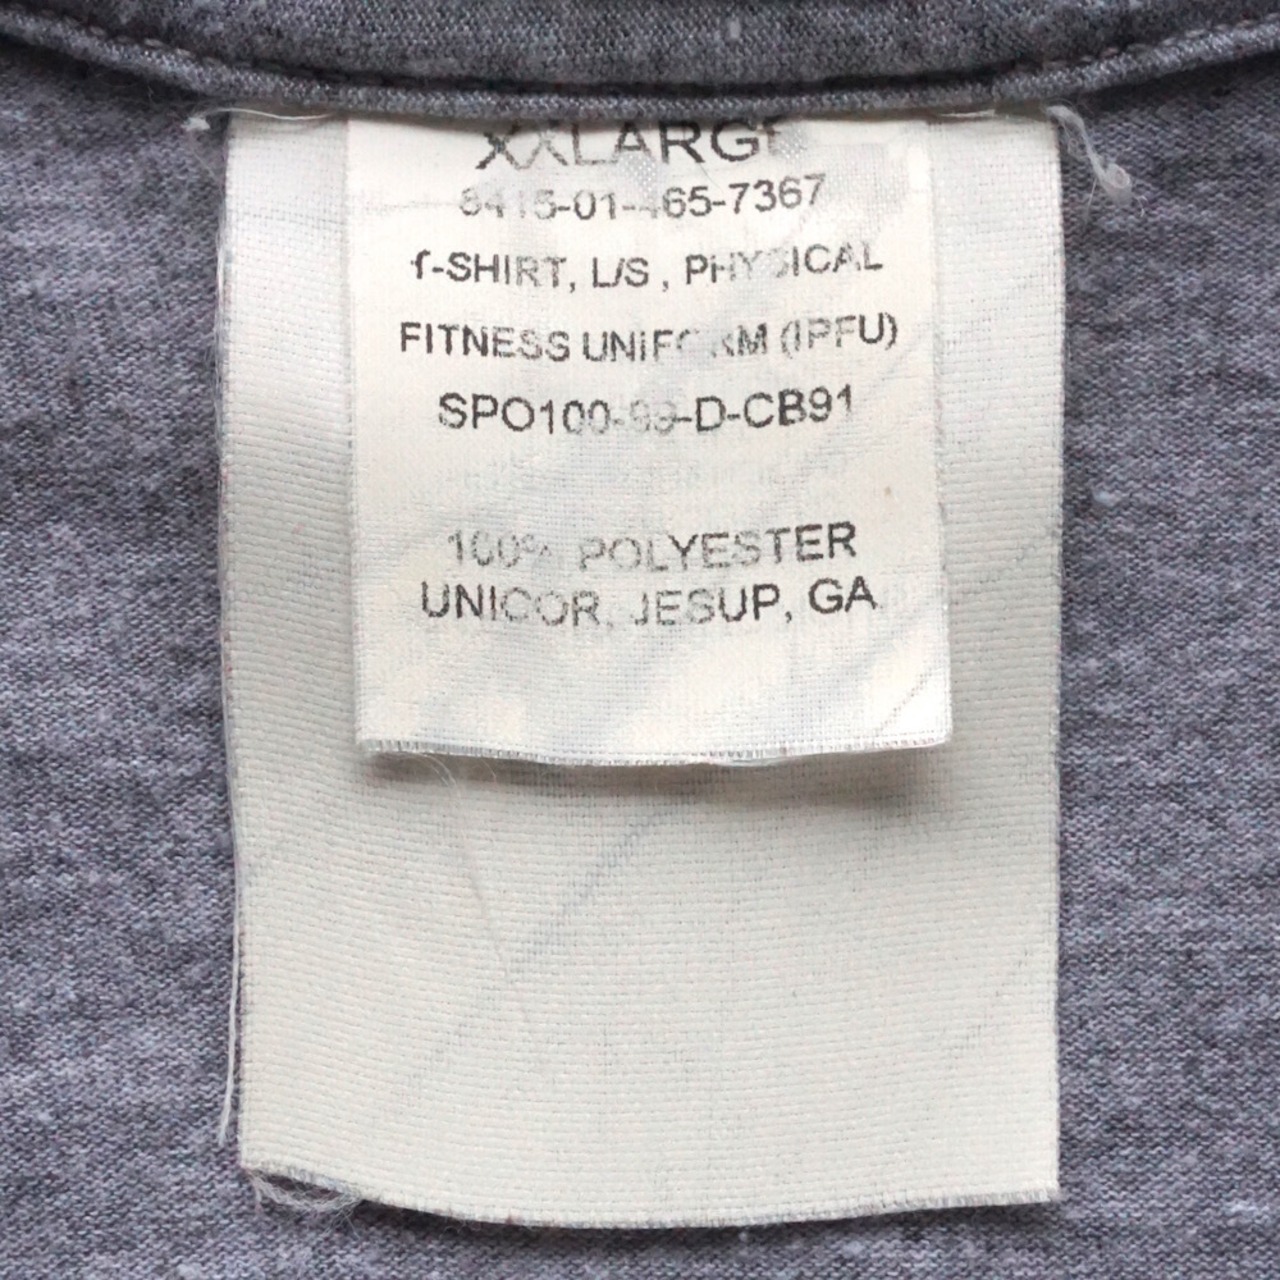 XXLARGE
8415-01-465-7367
T-SHIRT, L/S, PHYSICAL
FITNESS UNIFORM (IPFU)
SPO100-99-D-CB91
100% POLYESTER
UNICOR, JESUP, GA